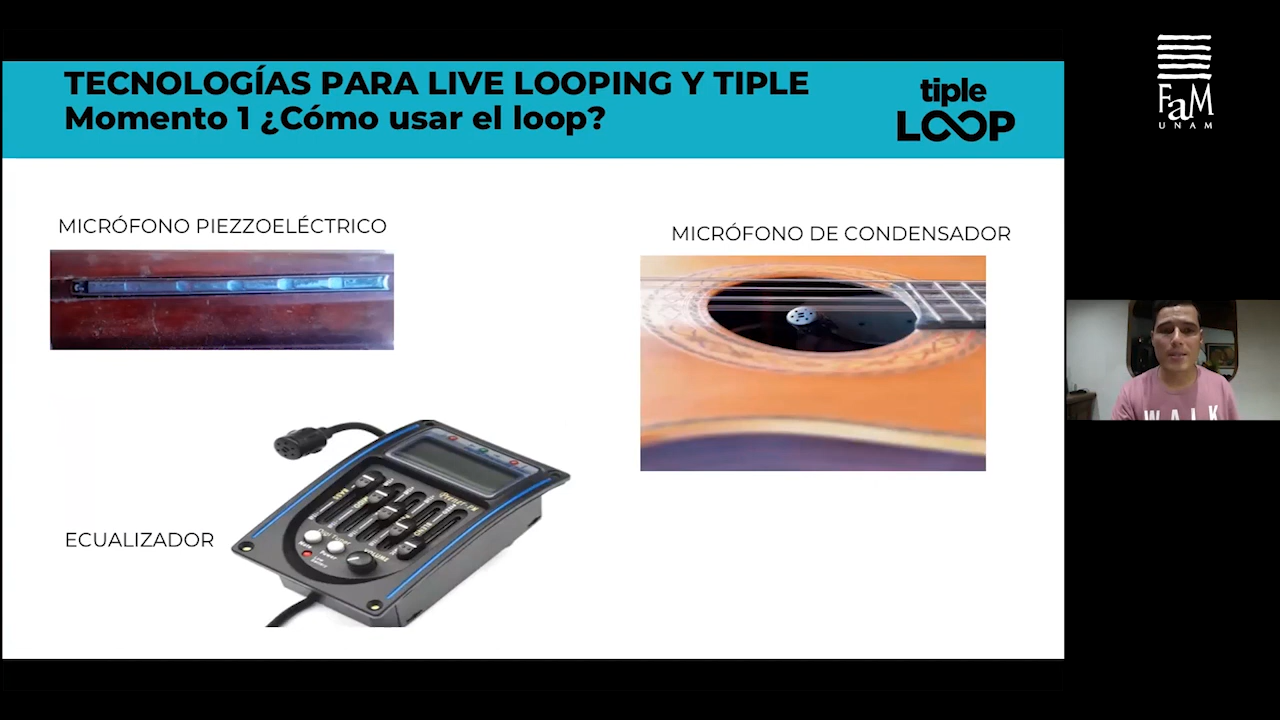 TECNOLOGÍAS PARA LIVE LOOPING Y TIPLE
Momento 1 ¿Cómo usar el loop?
tiple
LOOP
FaM
UNAM
MICRÓFONO PIEZZOELÉCTRICO
MICRÓFONO DE CONDENSADOR
ECUALIZADOR
WALK